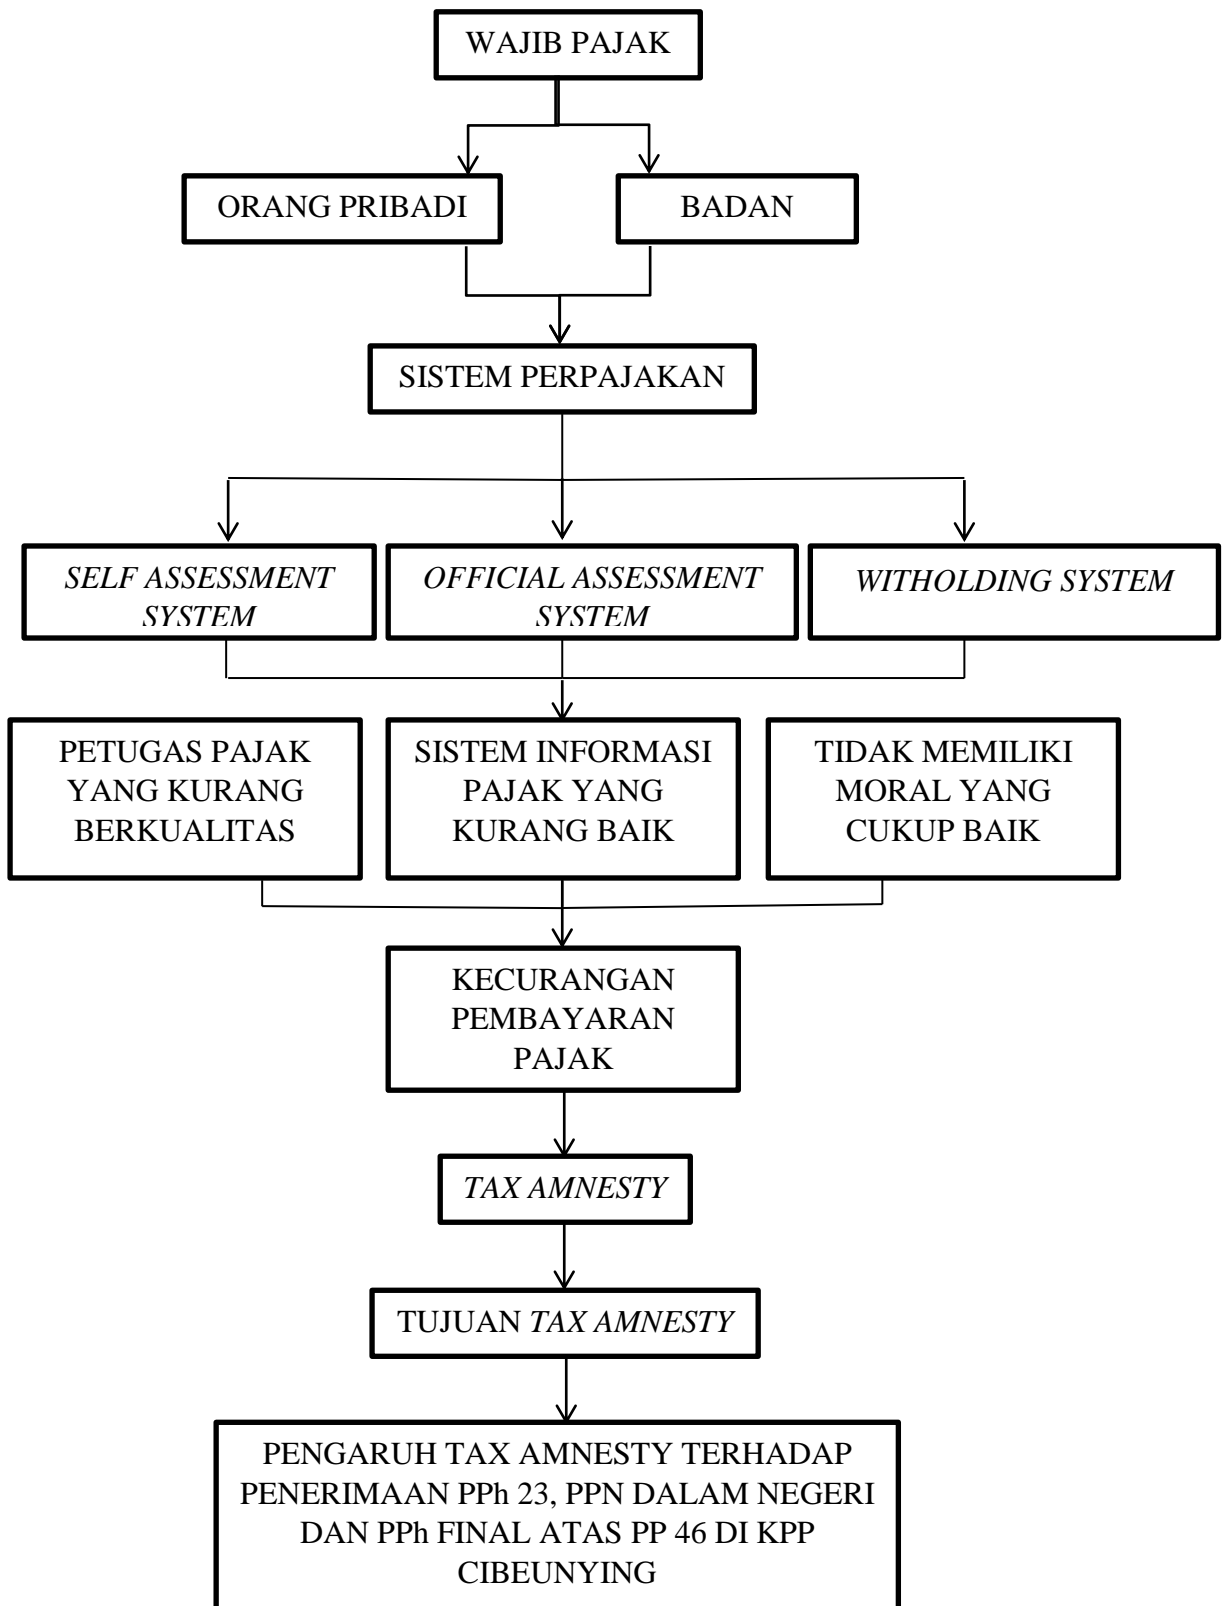 WAJIB PAJAK
ORANG PRIBADI
BADAN
SISTEM PERPAJAKAN
SELF ASSESSMENT
SYSTEM
OFFICIAL ASSESSMENT
SYSTEM
WITHOLDING SYSTEM
PETUGAS PAJAK
YANG KURANG
BERKUALITAS
SISTEM INFORMASI
PAJAK YANG
KURANG BAIK
TIDAK MEMILIKI
MORAL YANG
CUKUP BAIK
KECURANGAN
PEMBAYARAN
PAJAK
TAX AMNESTY
TUJUAN TAX AMNESTY
PENGARUH TAX AMNESTY TERHADAP
PENERIMAAN PPh 23, PPN DALAM NEGERI
DAN PPh FINAL ATAS PP 46 DI KPP
CIBEUNYING